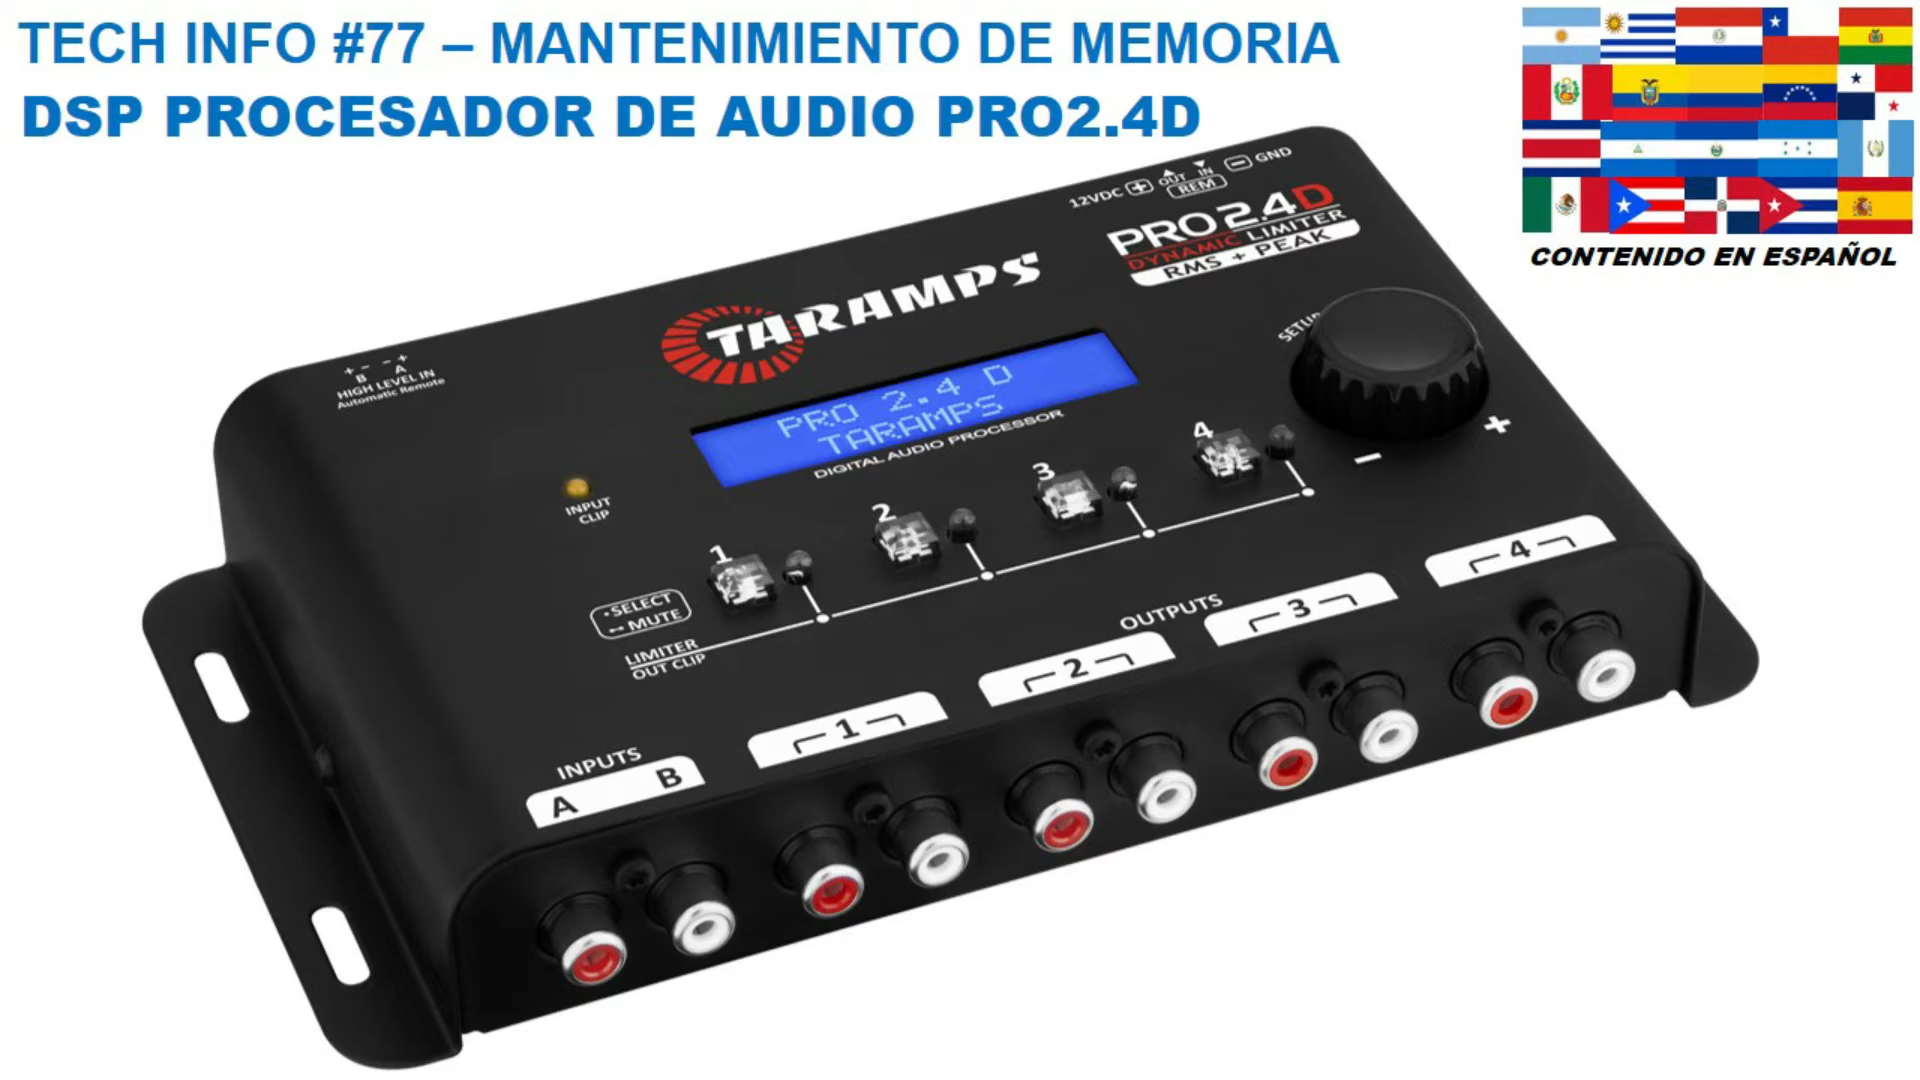 TECH INFO #77 – MANTENIMIENTO DE MEMORIA
DSP PROCESADOR DE AUDIO PRO2.4D
CONTENIDO EN ESPAÑOL
12VDC + OUT IN REM - GND
PRO2.4D
DYNAMIC LIMITER
RMS + PEAK
TARAMPS
SETUP
+ - - +
B A
HIGH LEVEL IN
Automatic Remote
PRO 2.4 D
TARAMPS
DIGITAL AUDIO PROCESSOR
- +
INPUT
CLIP
1 2 3 4
SELECT
MUTE
LIMITER
OUT CLIP
OUTPUTS
1 2 3 4
INPUTS
A B